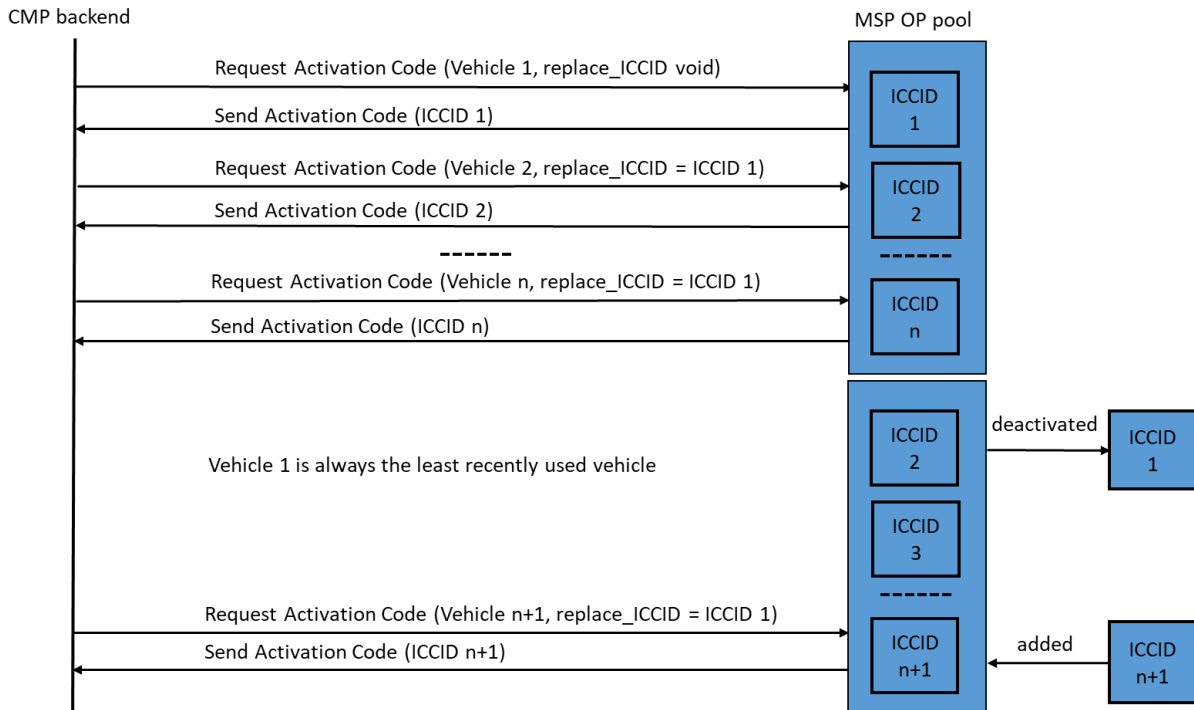 CMP backend
MSP OP pool
Request Activation Code (Vehicle 1, replace_ICCID void)
ICCID
1
Send Activation Code (ICCID 1)
Request Activation Code (Vehicle 2, replace_ICCID = ICCID 1)
ICCID
2
Send Activation Code (ICCID 2)
Request Activation Code (Vehicle n, replace_ICCID = ICCID 1)
ICCID
n
Send Activation Code (ICCID n)
ICCID
2
deactivated
ICCID
1
Vehicle 1 is always the least recently used vehicle
ICCID
3
Request Activation Code (Vehicle n+1, replace_ICCID = ICCID 1)
ICCID
n+1
Send Activation Code (ICCID n+1)
added
ICCID
n+1